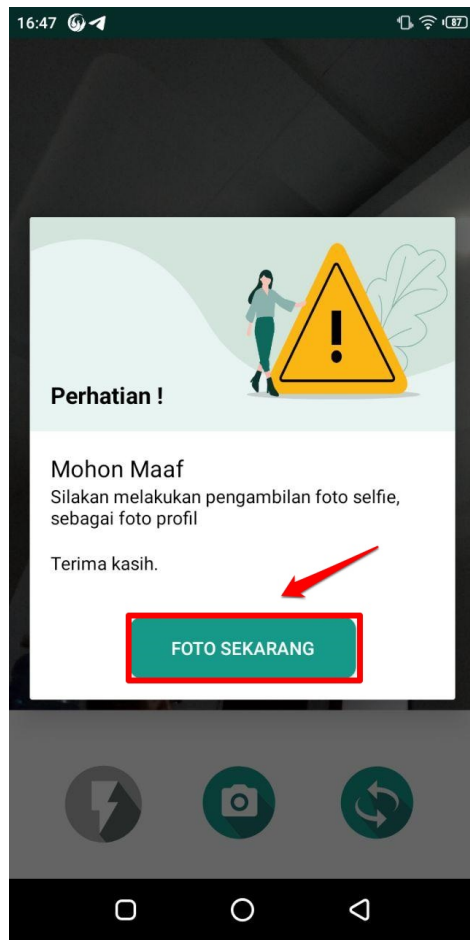 16:47
87
Perhatian !
Mohon Maaf
Silakan melakukan pengambilan foto selfie,
sebagai foto profil
Terima kasih.
FOTO SEKARANG